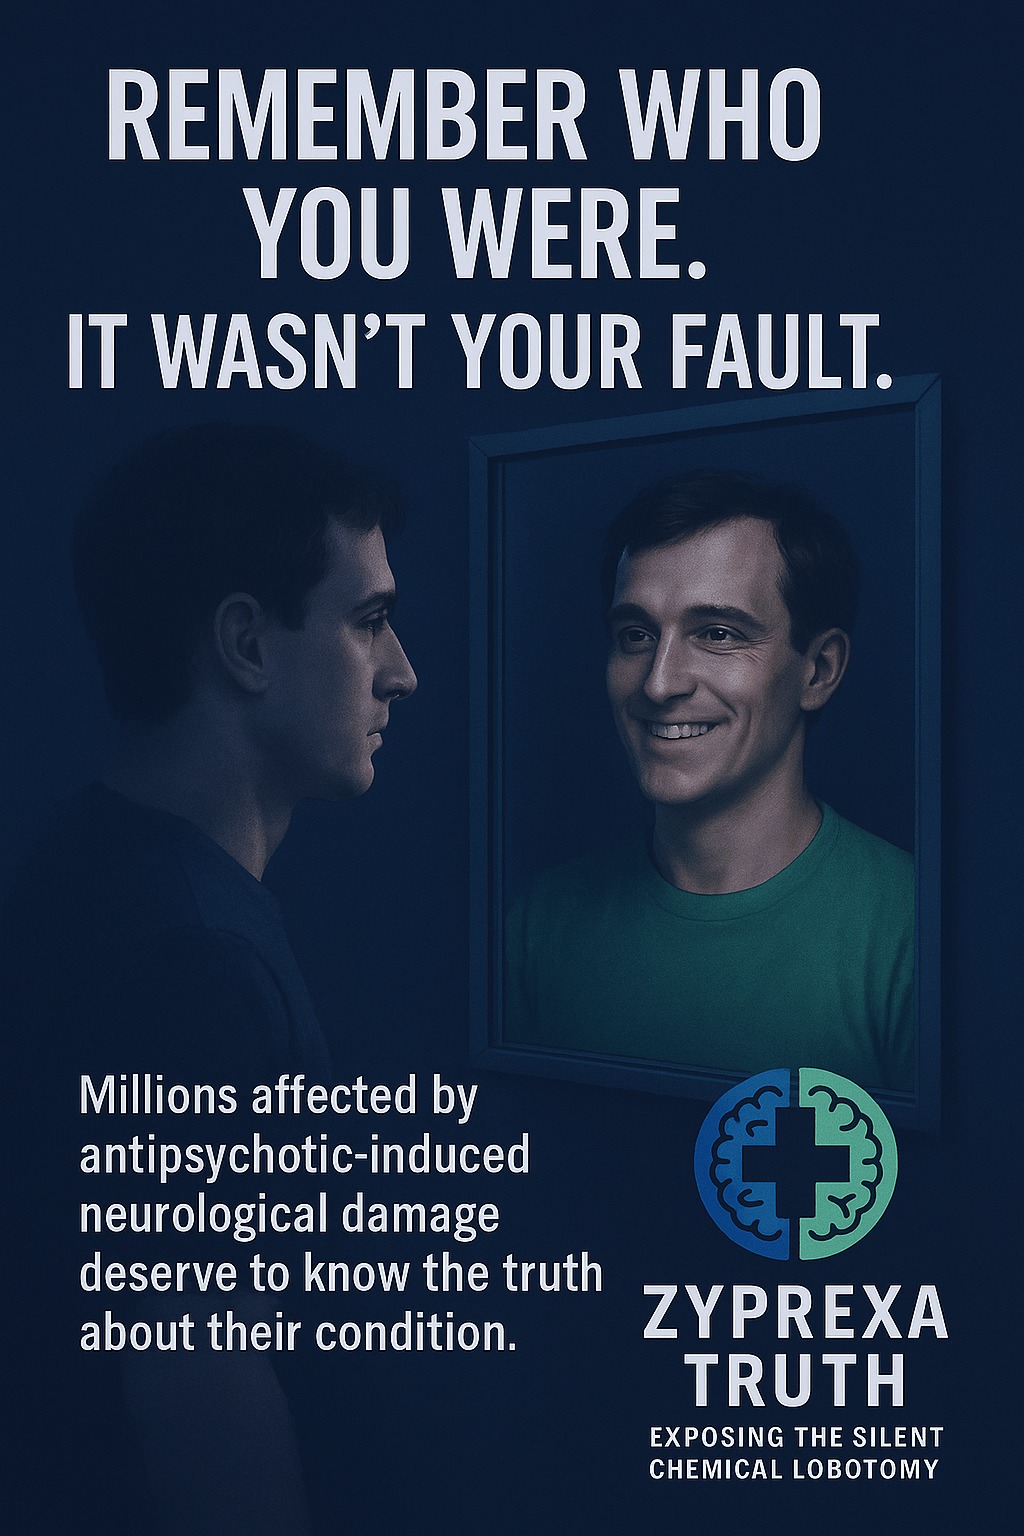 REMEMBER WHO
YOU WERE.
IT WASN’T YOUR FAULT.
Millions affected by
antipsychotic-induced
neurological damage
deserve to know the truth
about their condition.
ZYPREXA
TRUTH
EXPOSING THE SILENT
CHEMICAL LOBOTOMY